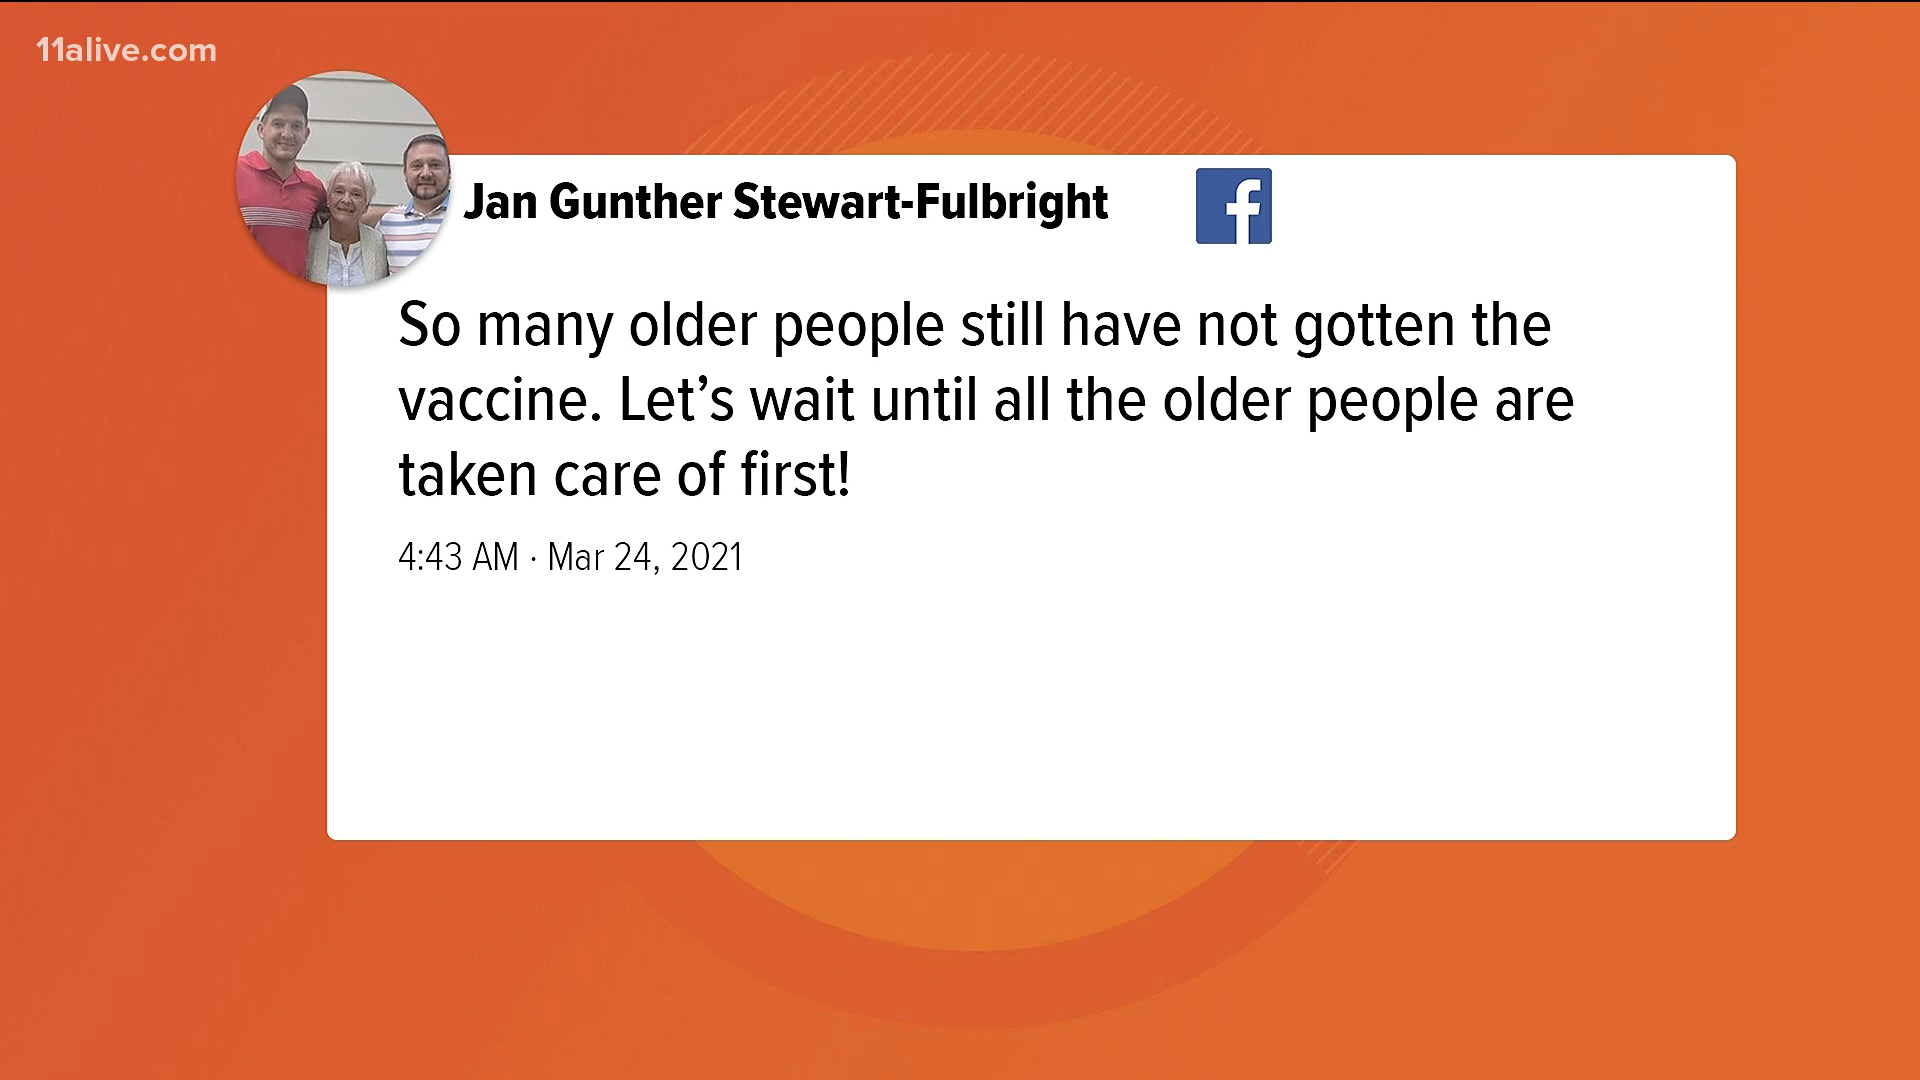 11alive.com
Jan Gunther Stewart-Fulbright
So many older people still have not gotten the
vaccine. Let’s wait until all the older people are
taken care of first!
4:43 AM · Mar 24, 2021